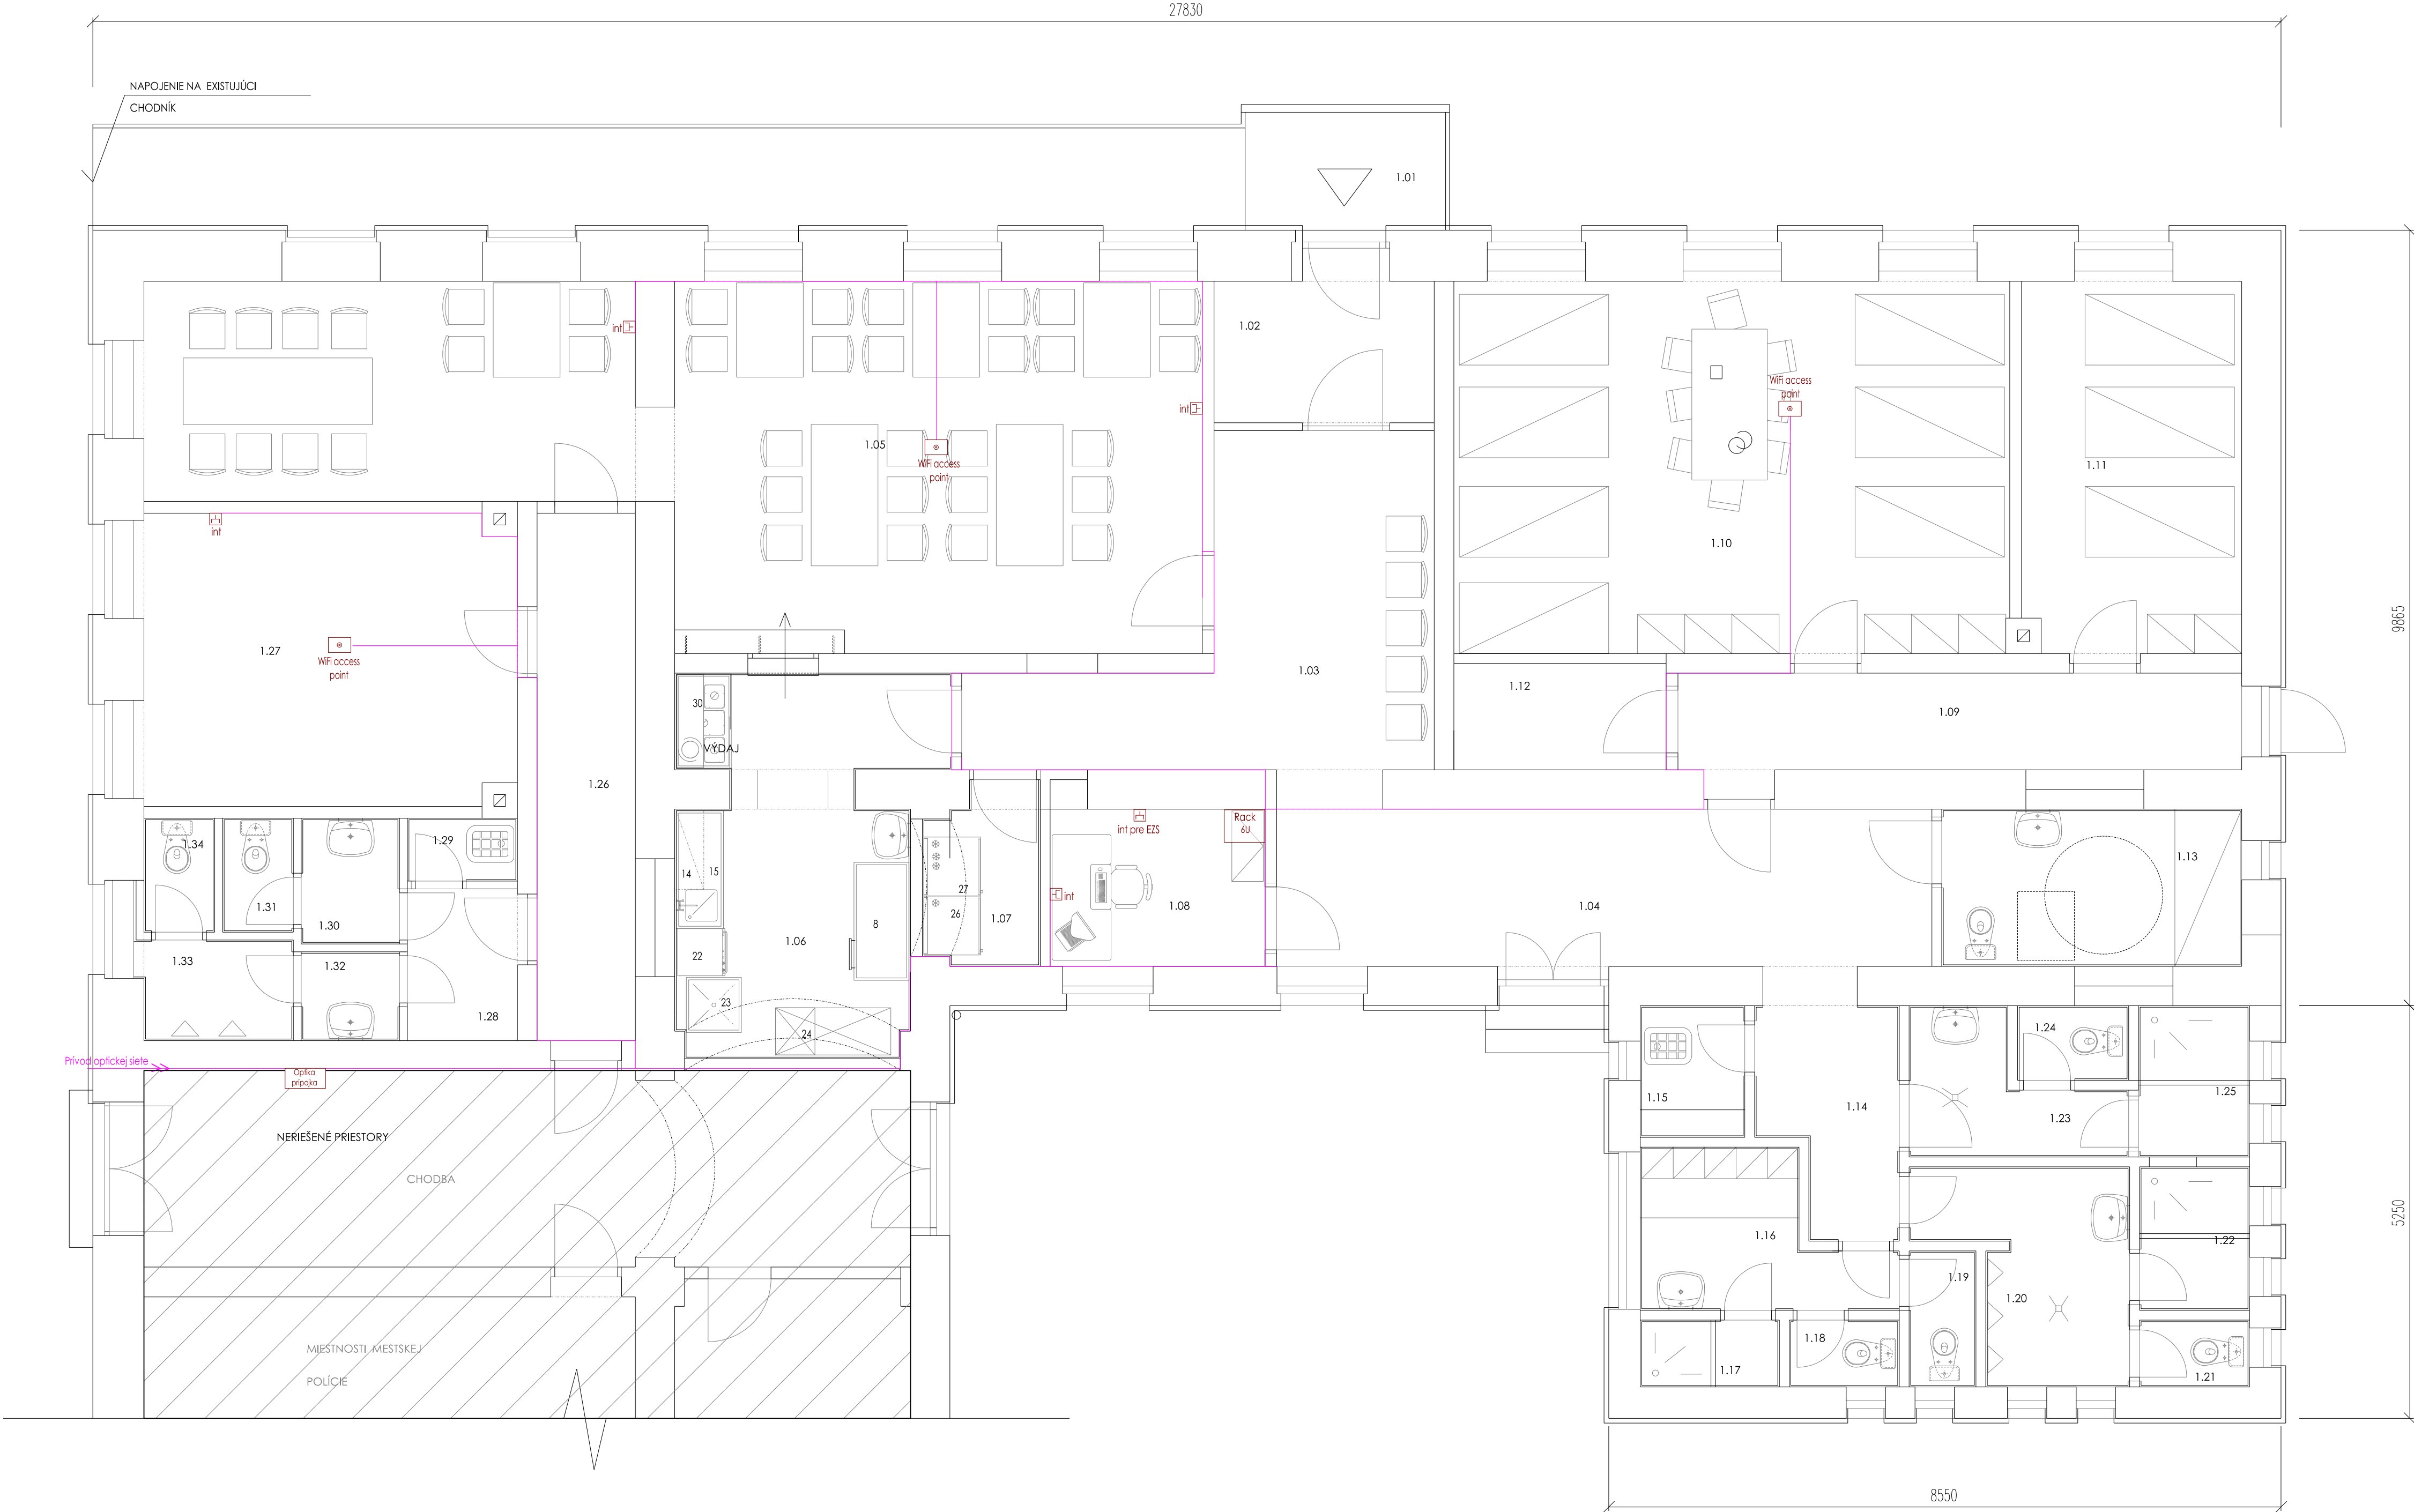 27830
NAPOJENIE NA EXISTUJÚCI
CHODNÍK
1.01
1.02
int
int
WiFi access
point
1.05
WiFi access
point
1.11
int
1.10
1.27
WiFi access
point
1.03
1.12
1.09
9865
30
VÝDAJ
1.26
Rack
6U
int pre EZS
1.29
1.34
1.13
14
15
27
int
1.31
26
1.07
1.08
1.04
1.30
8
1.06
1.33
1.32
22
23
1.28
24
1.24
Prívod optickej siete
Optika
prípojka
1.15
1.14
1.25
1.23
NERIEŠENÉ PRIESTORY
CHODBA
5250
1.16
1.22
1.19
1.20
1.18
MIESTNOSTI MESTSKEJ
POLÍCIE
1.17
1.21
8550